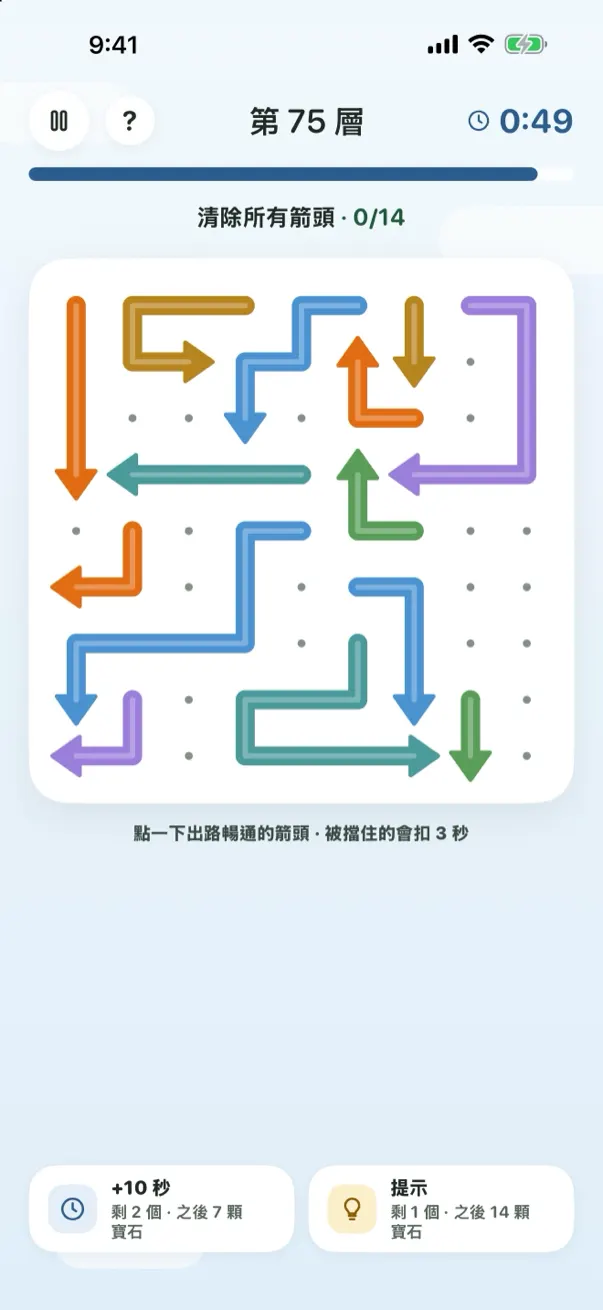 9:41
?
第 75 層
0:49
清除所有箭頭 · 0/14
點一下出路暢通的箭頭 · 被擋住的會扣 3 秒
+10 秒
剩 2 個 · 之後 7 顆
寶石
提示
剩 1 個 · 之後 14 顆
寶石